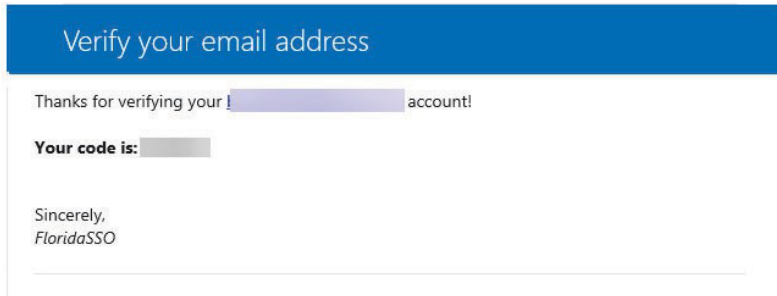 Verify your email address
Thanks for verifying your account!
Your code is:
Sincerely,
FloridaSSO